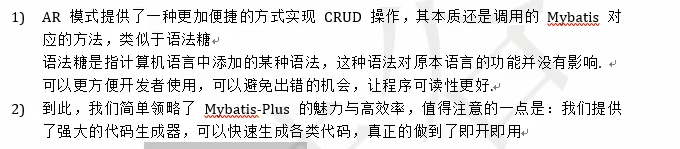 1) AR 模式提供了一种更加便捷的方式实现 CRUD 操作，其本质还是调用的 Mybatis 对
应的方法，类似于语法糖
语法糖是指计算机语言中添加的某种语法，这种语法对原本语言的功能并没有影响.
可以更方便开发者使用，可以避免出错的机会，让程序可读性更好.
2) 到此，我们简单领略了 Mybatis-Plus 的魅力与高效率，值得注意的一点是：我们提供
了强大的代码生成器，可以快速生成各类代码，真正的做到了即开即用